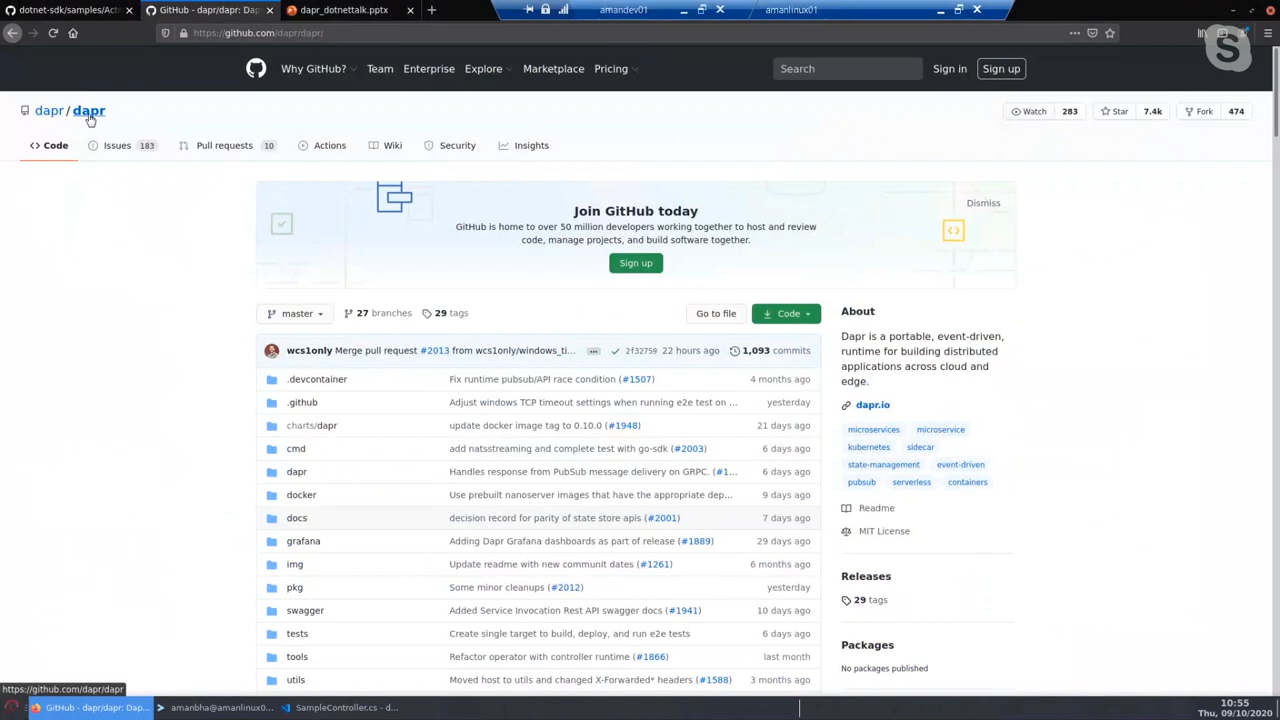 dotnet-sdk/samples/Acto
GitHub - dapr/dapr: Dap
dapr_dotnettalk.pptx
amandev01
amanlinux01
https://github.com/dapr/dapr/
Why GitHub?
Team
Enterprise
Explore
Marketplace
Pricing
Search
Sign in
Sign up
dapr / dapr
Watch 283
Star 7.4k
Fork 474
Code
Issues 183
Pull requests 10
Actions
Wiki
Security
Insights
Join GitHub today
Dismiss
GitHub is home to over 50 million developers working together to host and review
code, manage projects, and build software together.
Sign up
master
27 branches
29 tags
Go to file
Code
wcs1only Merge pull request #2013 from wcs1only/windows_ti... 2f32759 22 hours ago 1,093 commits
.devcontainer Fix runtime pubsub/API race condition (#1507) 4 months ago
.github Adjust windows TCP timeout settings when running e2e test on ... yesterday
charts/dapr update docker image tag to 0.10.0 (#1948) 21 days ago
cmd add natsstreaming and complete test with go-sdk (#2003) 6 days ago
dapr Handles response from PubSub message delivery on GRPC. (#1... 6 days ago
docker Use prebuilt nanoserver images that have the appropriate dep... 9 days ago
docs decision record for parity of state store apis (#2001) 7 days ago
grafana Adding Dapr Grafana dashboards as part of release (#1889) 29 days ago
img Update readme with new communit dates (#1261) 6 months ago
pkg Some minor cleanups (#2012) yesterday
swagger Added Service Invocation Rest API swagger docs (#1941) 10 days ago
tests Create single target to build, deploy, and run e2e tests 6 days ago
tools Refactor operator with controller runtime (#1866) last month
utils Moved host to utils and changed X-Forwarded* headers (#1588) 3 months ago
About
Dapr is a portable, event-driven,
runtime for building distributed
applications across cloud and
edge.
dapr.io
microservices microservice
kubernetes sidecar
state-management event-driven
pubsub serverless containers
Readme
MIT License
Releases
29 tags
Packages
No packages published
https://github.com/dapr/dapr
GitHub - dapr/dapr: Dap...
amanbha@amanlinux0...
SampleController.cs - d...
10:55
Thu, 09/10/2020